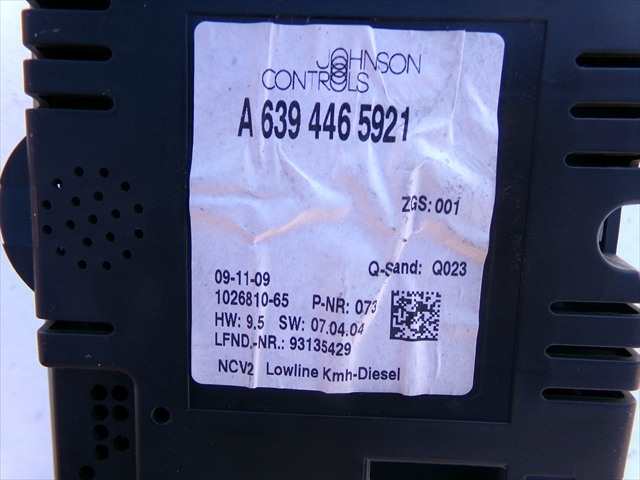 JOHNSON
CONTROLS
A 639 446 5921
ZGS: 001
Q-Sand: Q023
09-11-09
1026810-65 P-NR: 073
HW: 9.5 SW: 07.04.04
LFND.-NR.: 93135429
NCV2 Lowline Kmh-Diesel